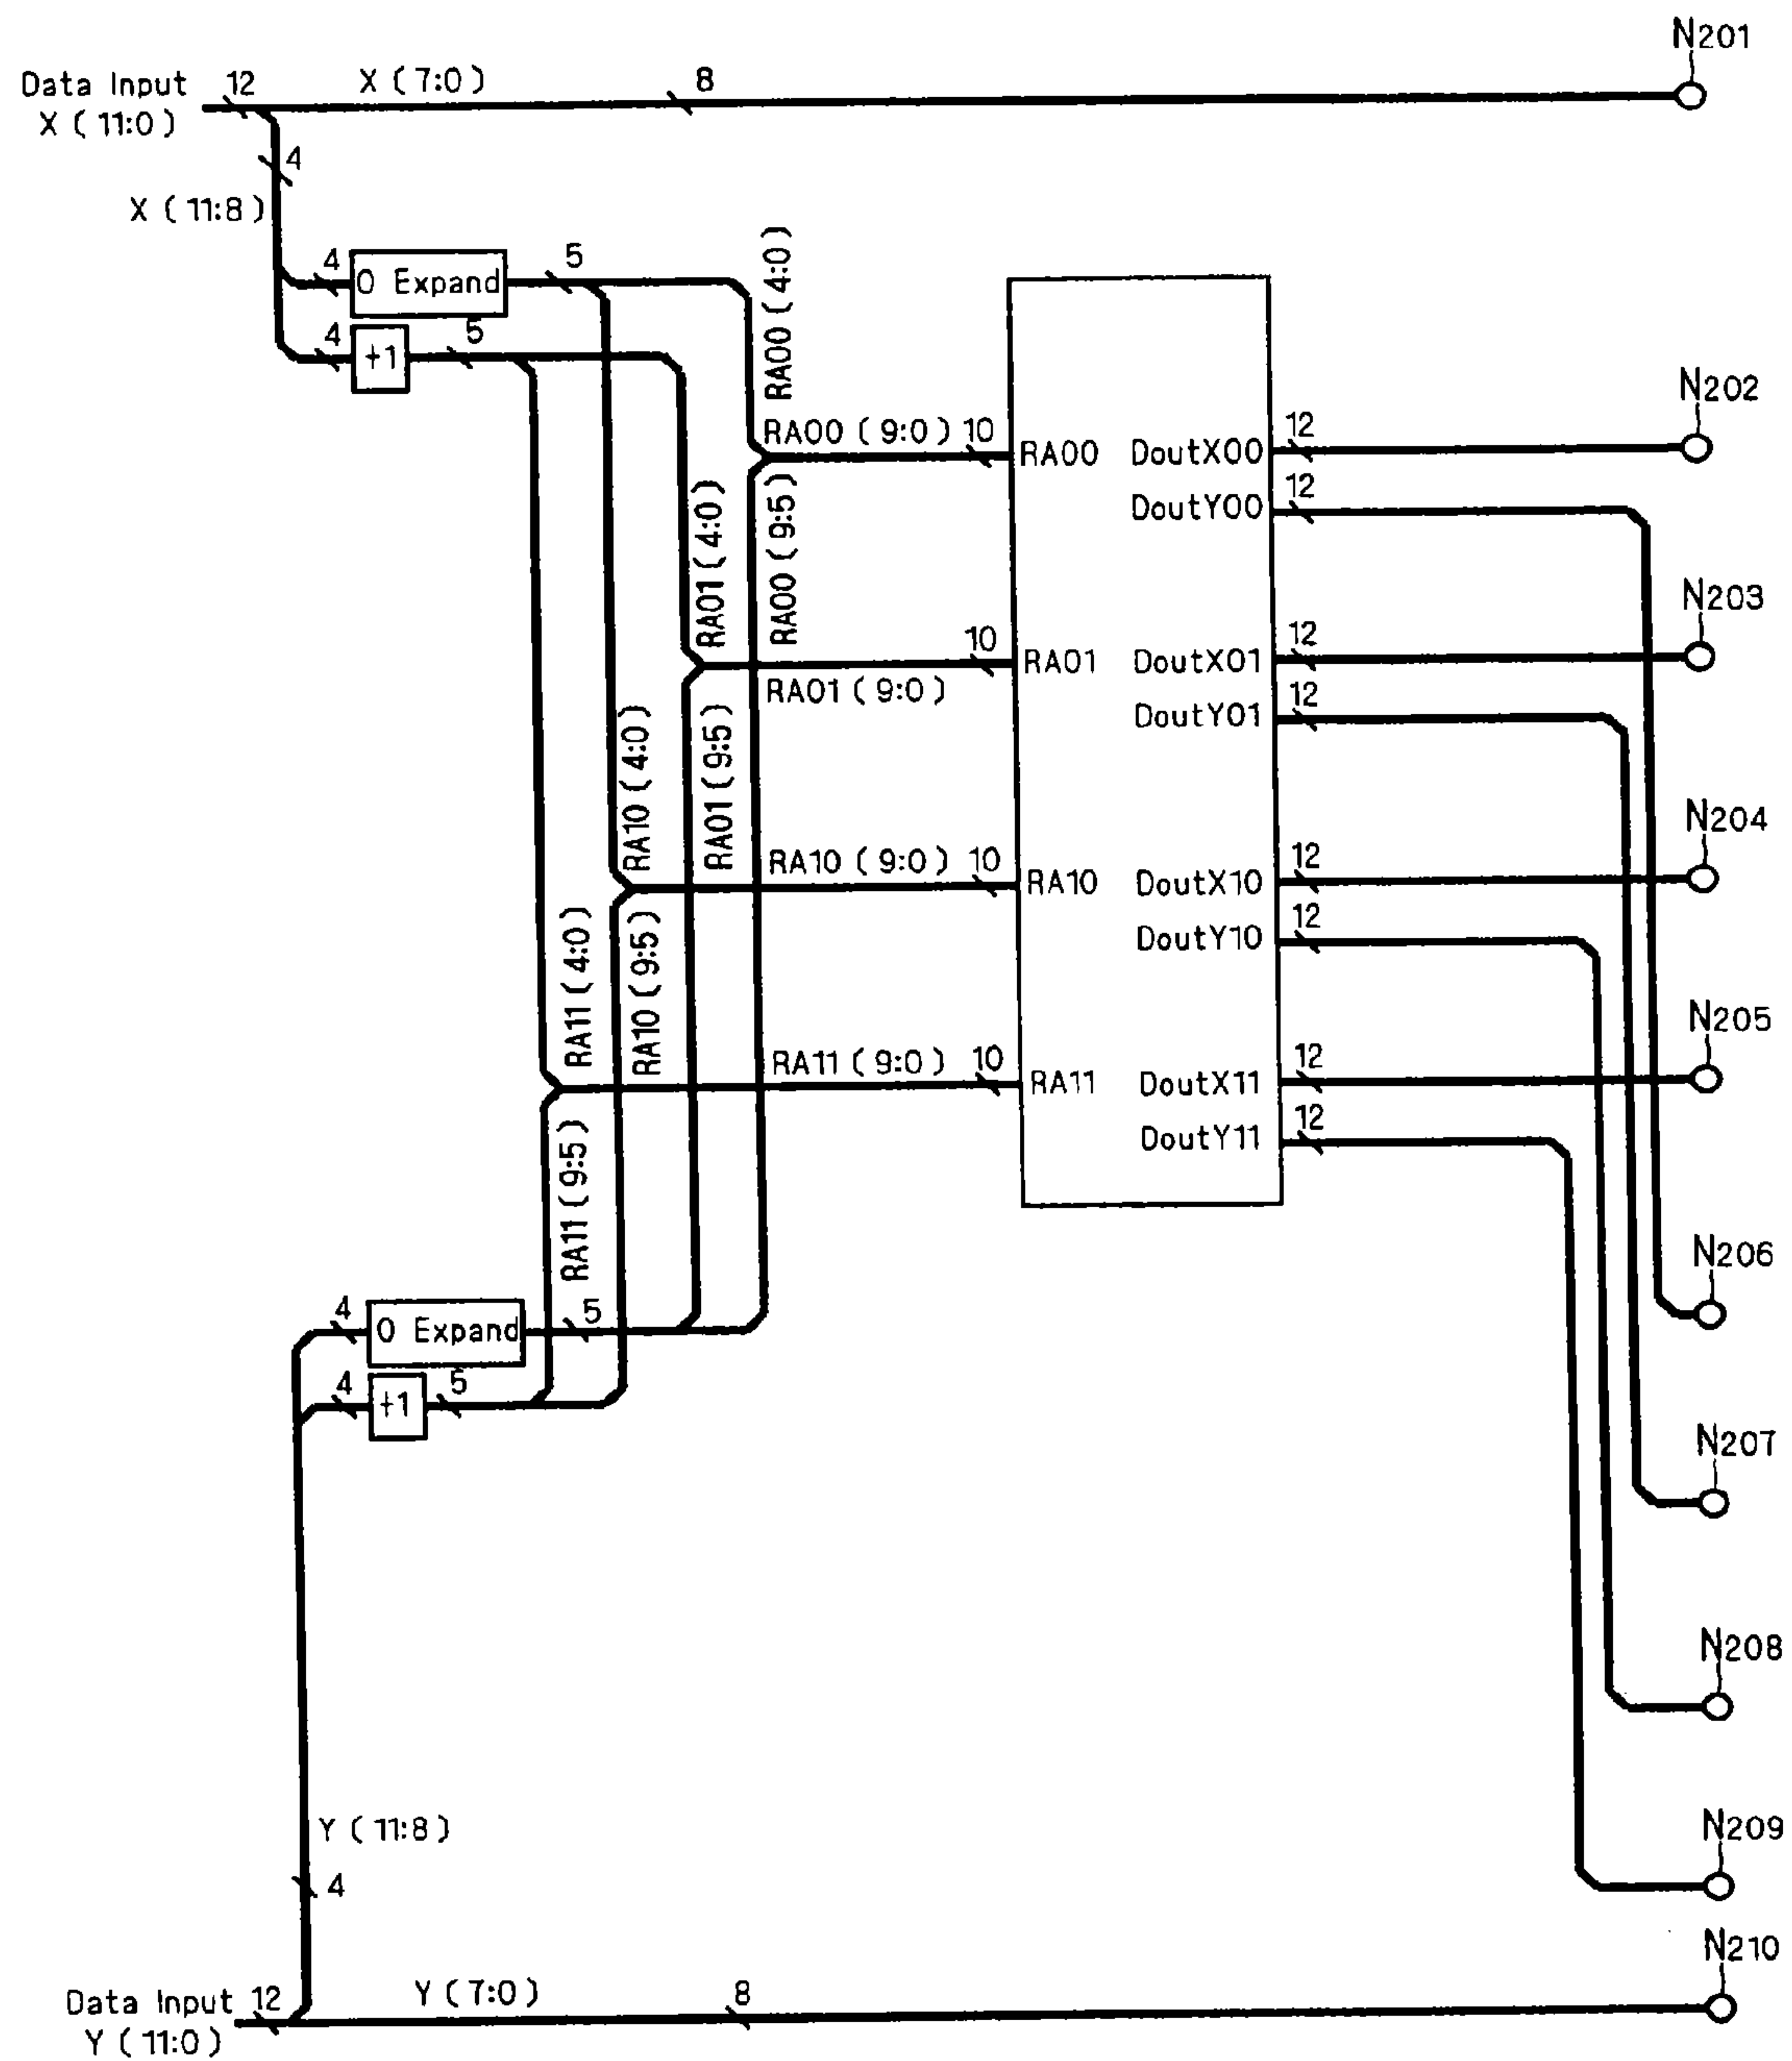 N201
Data Input 12 X ( 7:0 ) 8
X ( 11:0 )
4
X ( 11:8 )
4 0 Expand 5
4 +1 5
RA00 ( 4:0 )
N202
RA00 ( 9:0 ) 10 RA00 DoutX00 12
DoutY00 12
RA01 ( 4:0 )
RA00 ( 9:5 )
N203
10 RA01 DoutX01 12
RA01 ( 9:0 )
DoutY01 12
RA10 ( 4:0 )
RA01 ( 9:5 )
N204
RA10 ( 9:0 ) 10 RA10 DoutX10 12
DoutY10 12
RA11 ( 4:0 )
RA10 ( 9:5 )
N205
RA11 ( 9:0 ) 10 RA11 DoutX11 12
DoutY11 12
RA11 ( 9:5 )
N206
4 0 Expand 5
4 +1 5
N207
N208
Y ( 11:8 )
4
N209
N210
Data Input 12 Y ( 7:0 ) 8
Y ( 11:0 )